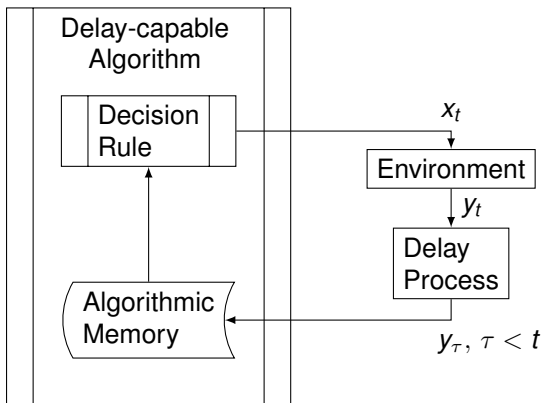 Delay-capable
Algorithm
Decision
Rule
x_t
Environment
y_t
Delay
Process
Algorithmic
Memory
y_τ, τ < t